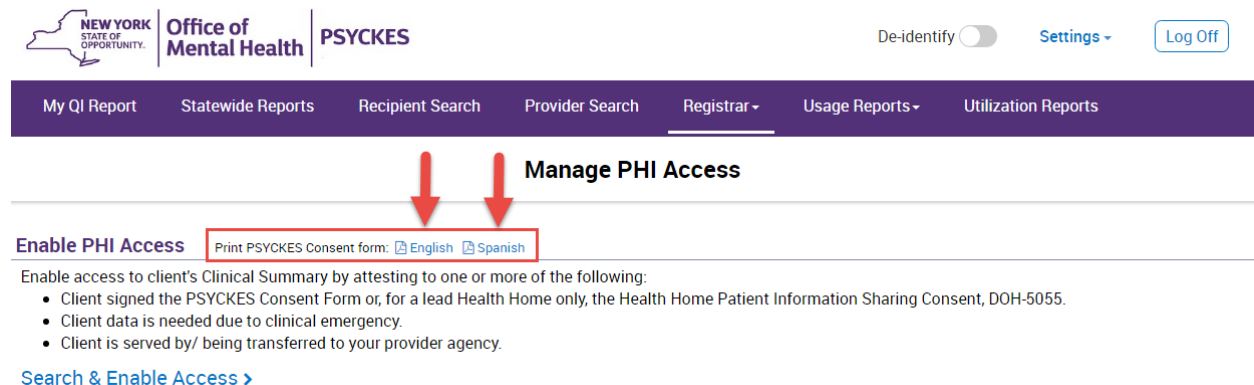 NEW YORK
STATE OF
OPPORTUNITY.
Office of
Mental Health
PSYCKES
De-identify
Settings
Log Off
My QI Report Statewide Reports Recipient Search Provider Search Registrar Usage Reports Utilization Reports
Manage PHI Access
Enable PHI Access Print PSYCKES Consent form: English Spanish
Enable access to client's Clinical Summary by attesting to one or more of the following:
• Client signed the PSYCKES Consent Form or, for a lead Health Home only, the Health Home Patient Information Sharing Consent, DOH-5055.
• Client data is needed due to clinical emergency.
• Client is served by/ being transferred to your provider agency.
Search & Enable Access >